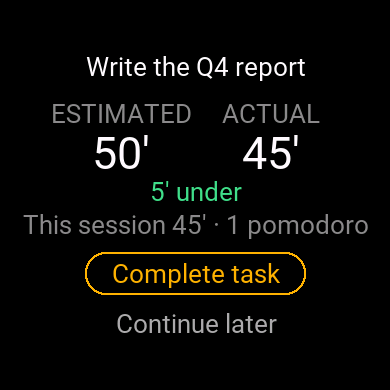 Write the Q4 report
ESTIMATED ACTUAL
50' 45'
5' under
This session 45' · 1 pomodoro
Complete task
Continue later